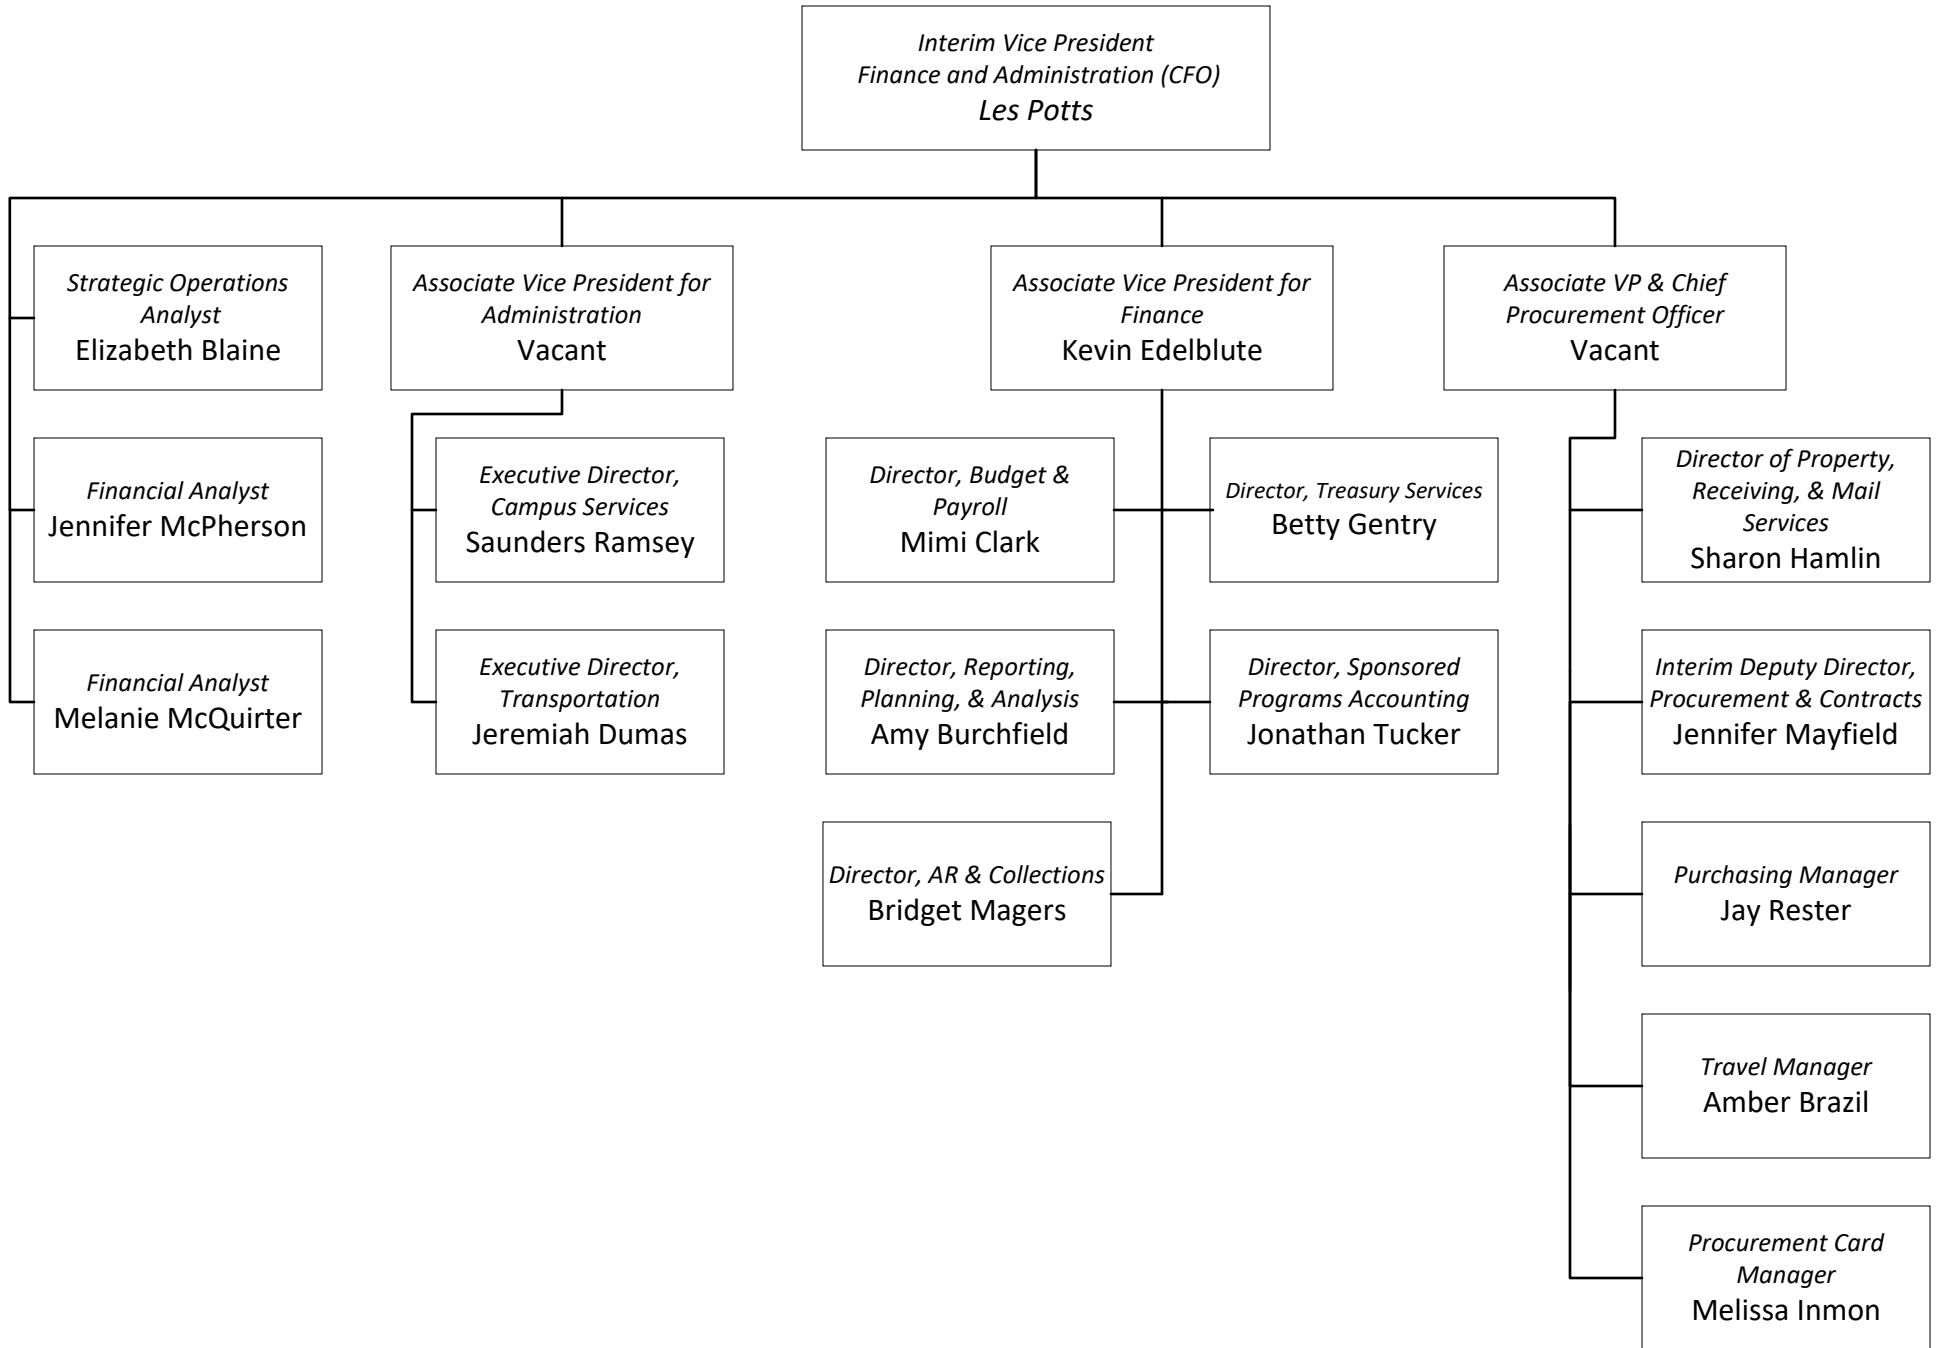 Interim Vice President
Finance and Administration (CFO)
Les Potts
Strategic Operations
Analyst
Elizabeth Blaine
Financial Analyst
Jennifer McPherson
Financial Analyst
Melanie McQuirter
Associate Vice President for
Administration
Vacant
Executive Director,
Campus Services
Saunders Ramsey
Executive Director,
Transportation
Jeremiah Dumas
Associate Vice President for
Finance
Kevin Edelblute
Director, Budget &
Payroll
Mimi Clark
Director, Treasury Services
Betty Gentry
Director, Reporting,
Planning, & Analysis
Amy Burchfield
Director, Sponsored
Programs Accounting
Jonathan Tucker
Director, AR & Collections
Bridget Magers
Associate VP & Chief
Procurement Officer
Vacant
Director of Property,
Receiving, & Mail
Services
Sharon Hamlin
Interim Deputy Director,
Procurement & Contracts
Jennifer Mayfield
Purchasing Manager
Jay Rester
Travel Manager
Amber Brazil
Procurement Card
Manager
Melissa Inmon